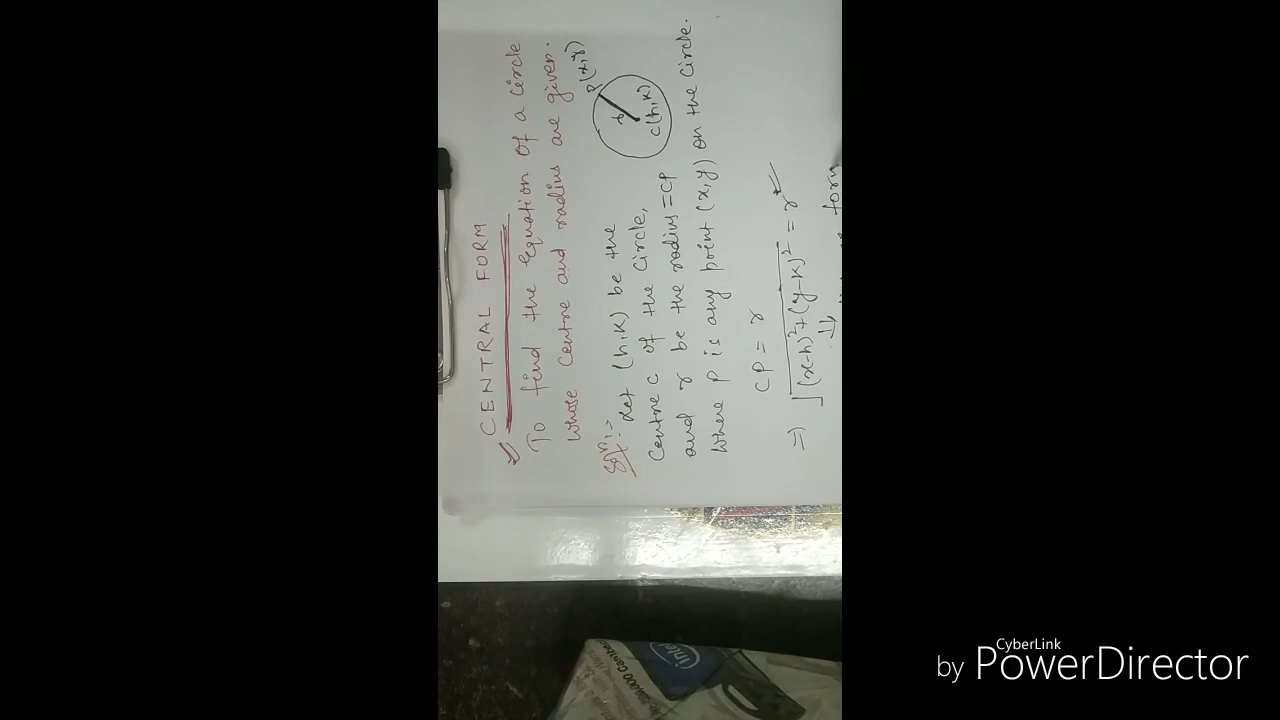 CENTRAL FORM
To find the equation of a circle
whose centre and radius are given.
Solⁿ:- Let (h,k) be the
Centre C of the circle,
and r be the radius = CP
where P is any point (x,y) on the circle.
P(x,y)
r
C(h,k)
CP = r
=) √(x-h)²+(y-k)² = r
form
intel
CyberLink
by PowerDirector